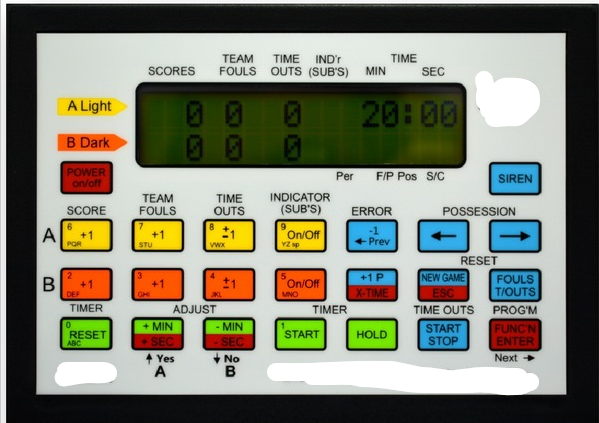 TEAM TIME IND'r TIME
SCORES FOULS OUTS (SUB'S) MIN SEC
A Light 0 0 0 20:00
B Dark 0 0 0
Per F/P Pos S/C
POWER on/off
SIREN
TEAM TIME INDICATOR
SCORE FOULS OUTS (SUB'S) ERROR POSSESSION
A
6 +1 PQR
7 +1 STU
8 ± 1 VWX
9 On/Off YZ sp
-1 ← Prev
←
→
RESET
B
2 +1 DEF
3 +1 GHI
4 ± 1 JKL
5 On/Off MNO
+1 P X-TIME
NEW GAME ESC
FOULS T/OUTS
TIMER ADJUST TIMER TIME OUTS PROG'M
0 RESET ABC
+ MIN + SEC
- MIN - SEC
1 START
HOLD
START STOP
FUNC'N ENTER
↑ Yes ↓ No Next →
A B